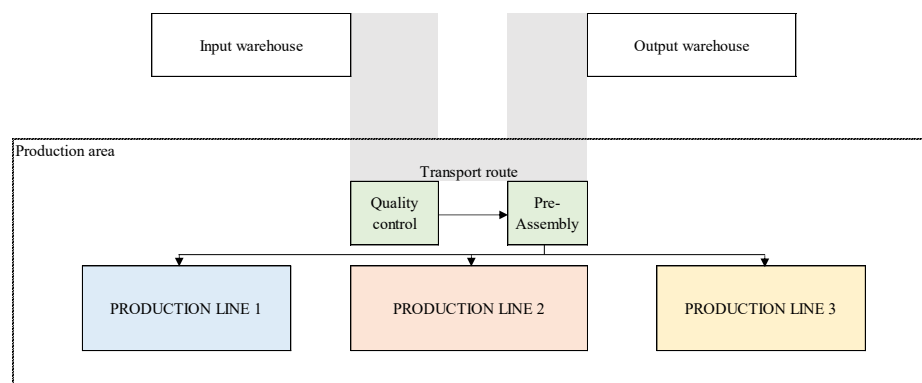 Input warehouse
Output warehouse
Production area
Transport route
Quality
control
Pre-
Assembly
PRODUCTION LINE 1
PRODUCTION LINE 2
PRODUCTION LINE 3